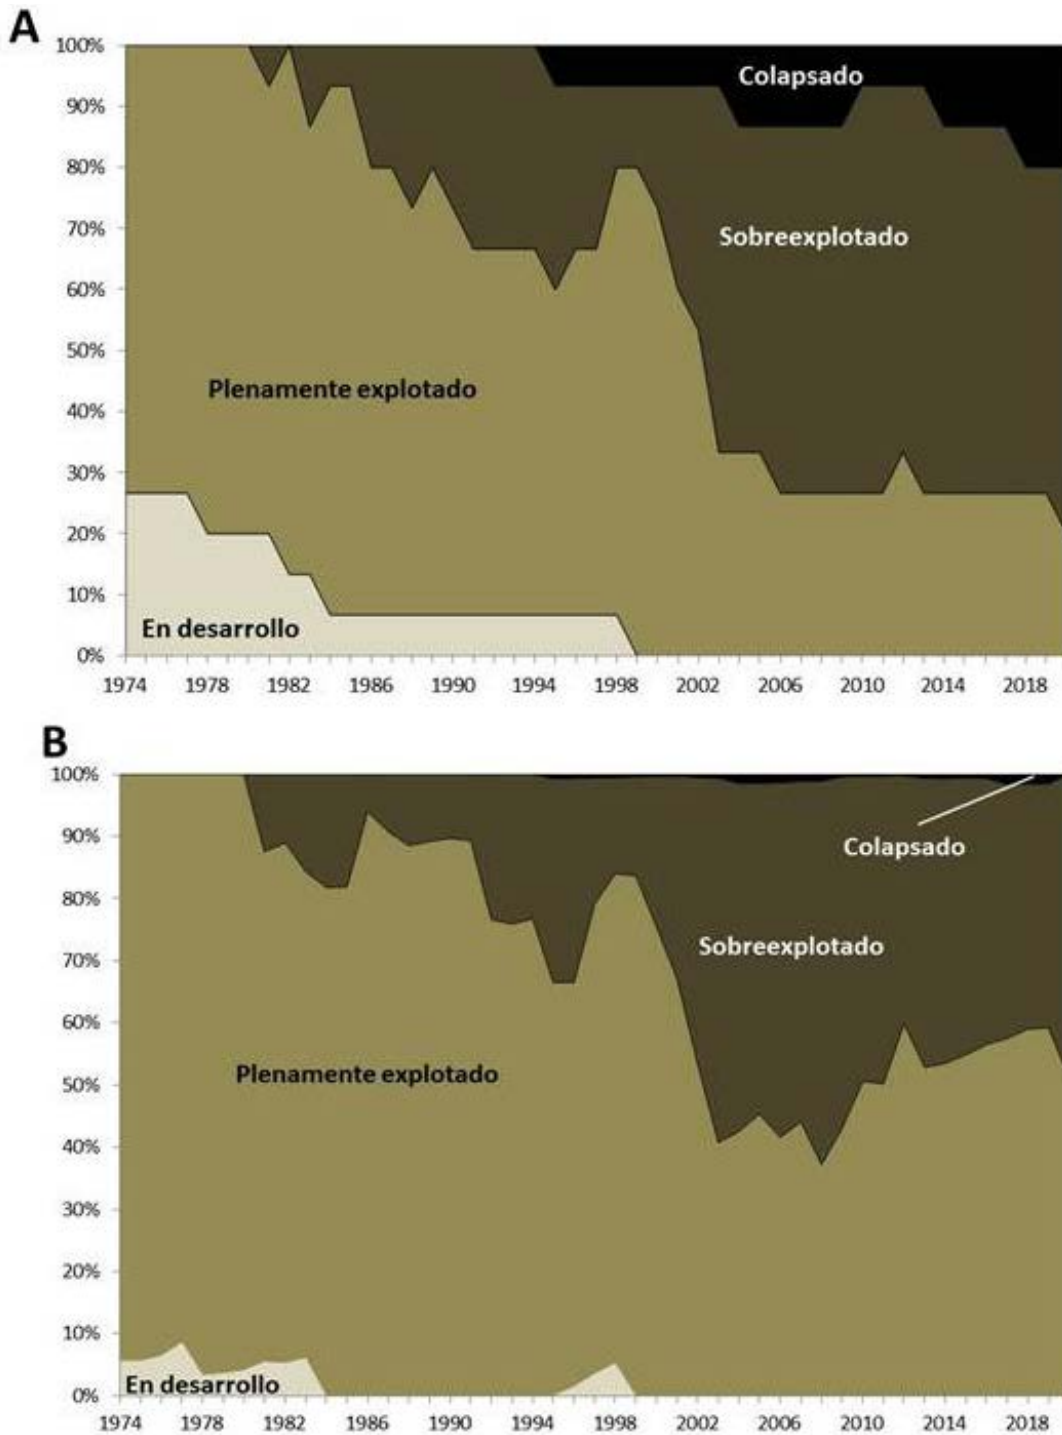 A
100%
90%
80%
70%
60%
50%
40%
30%
20%
10%
0%
Colapsado
Sobreexplotado
Plenamente explotado
En desarrollo
1974 1978 1982 1986 1990 1994 1998 2002 2006 2010 2014 2018
B
100%
90%
80%
70%
60%
50%
40%
30%
20%
10%
0%
Colapsado
Sobreexplotado
Plenamente explotado
En desarrollo
1974 1978 1982 1986 1990 1994 1998 2002 2006 2010 2014 2018